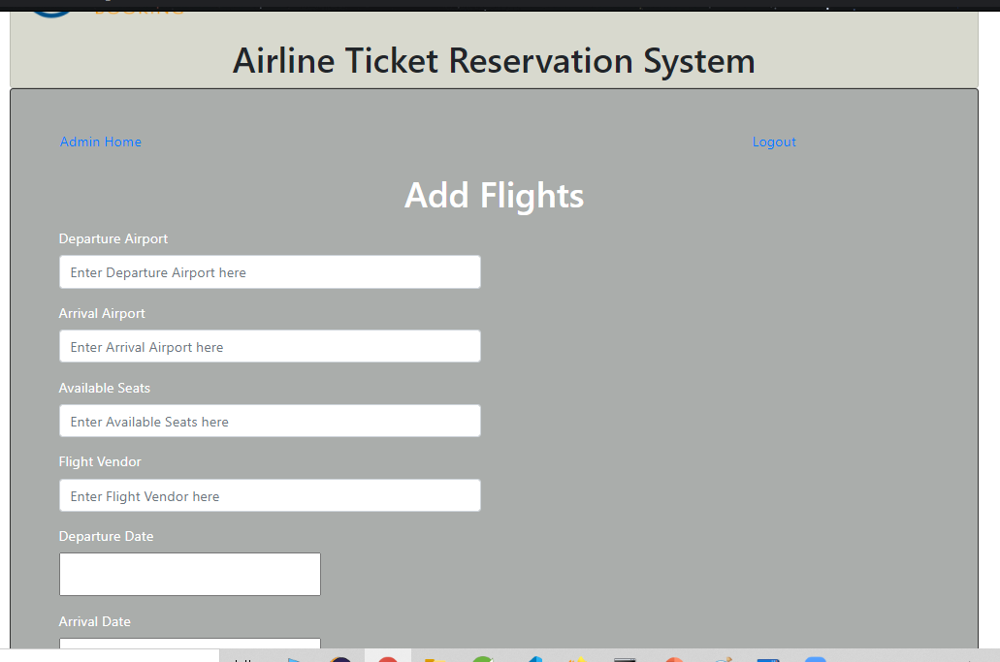 Airline Ticket Reservation System
Admin Home
Logout
Add Flights
Departure Airport
Enter Departure Airport here
Arrival Airport
Enter Arrival Airport here
Available Seats
Enter Available Seats here
Flight Vendor
Enter Flight Vendor here
Departure Date
Arrival Date